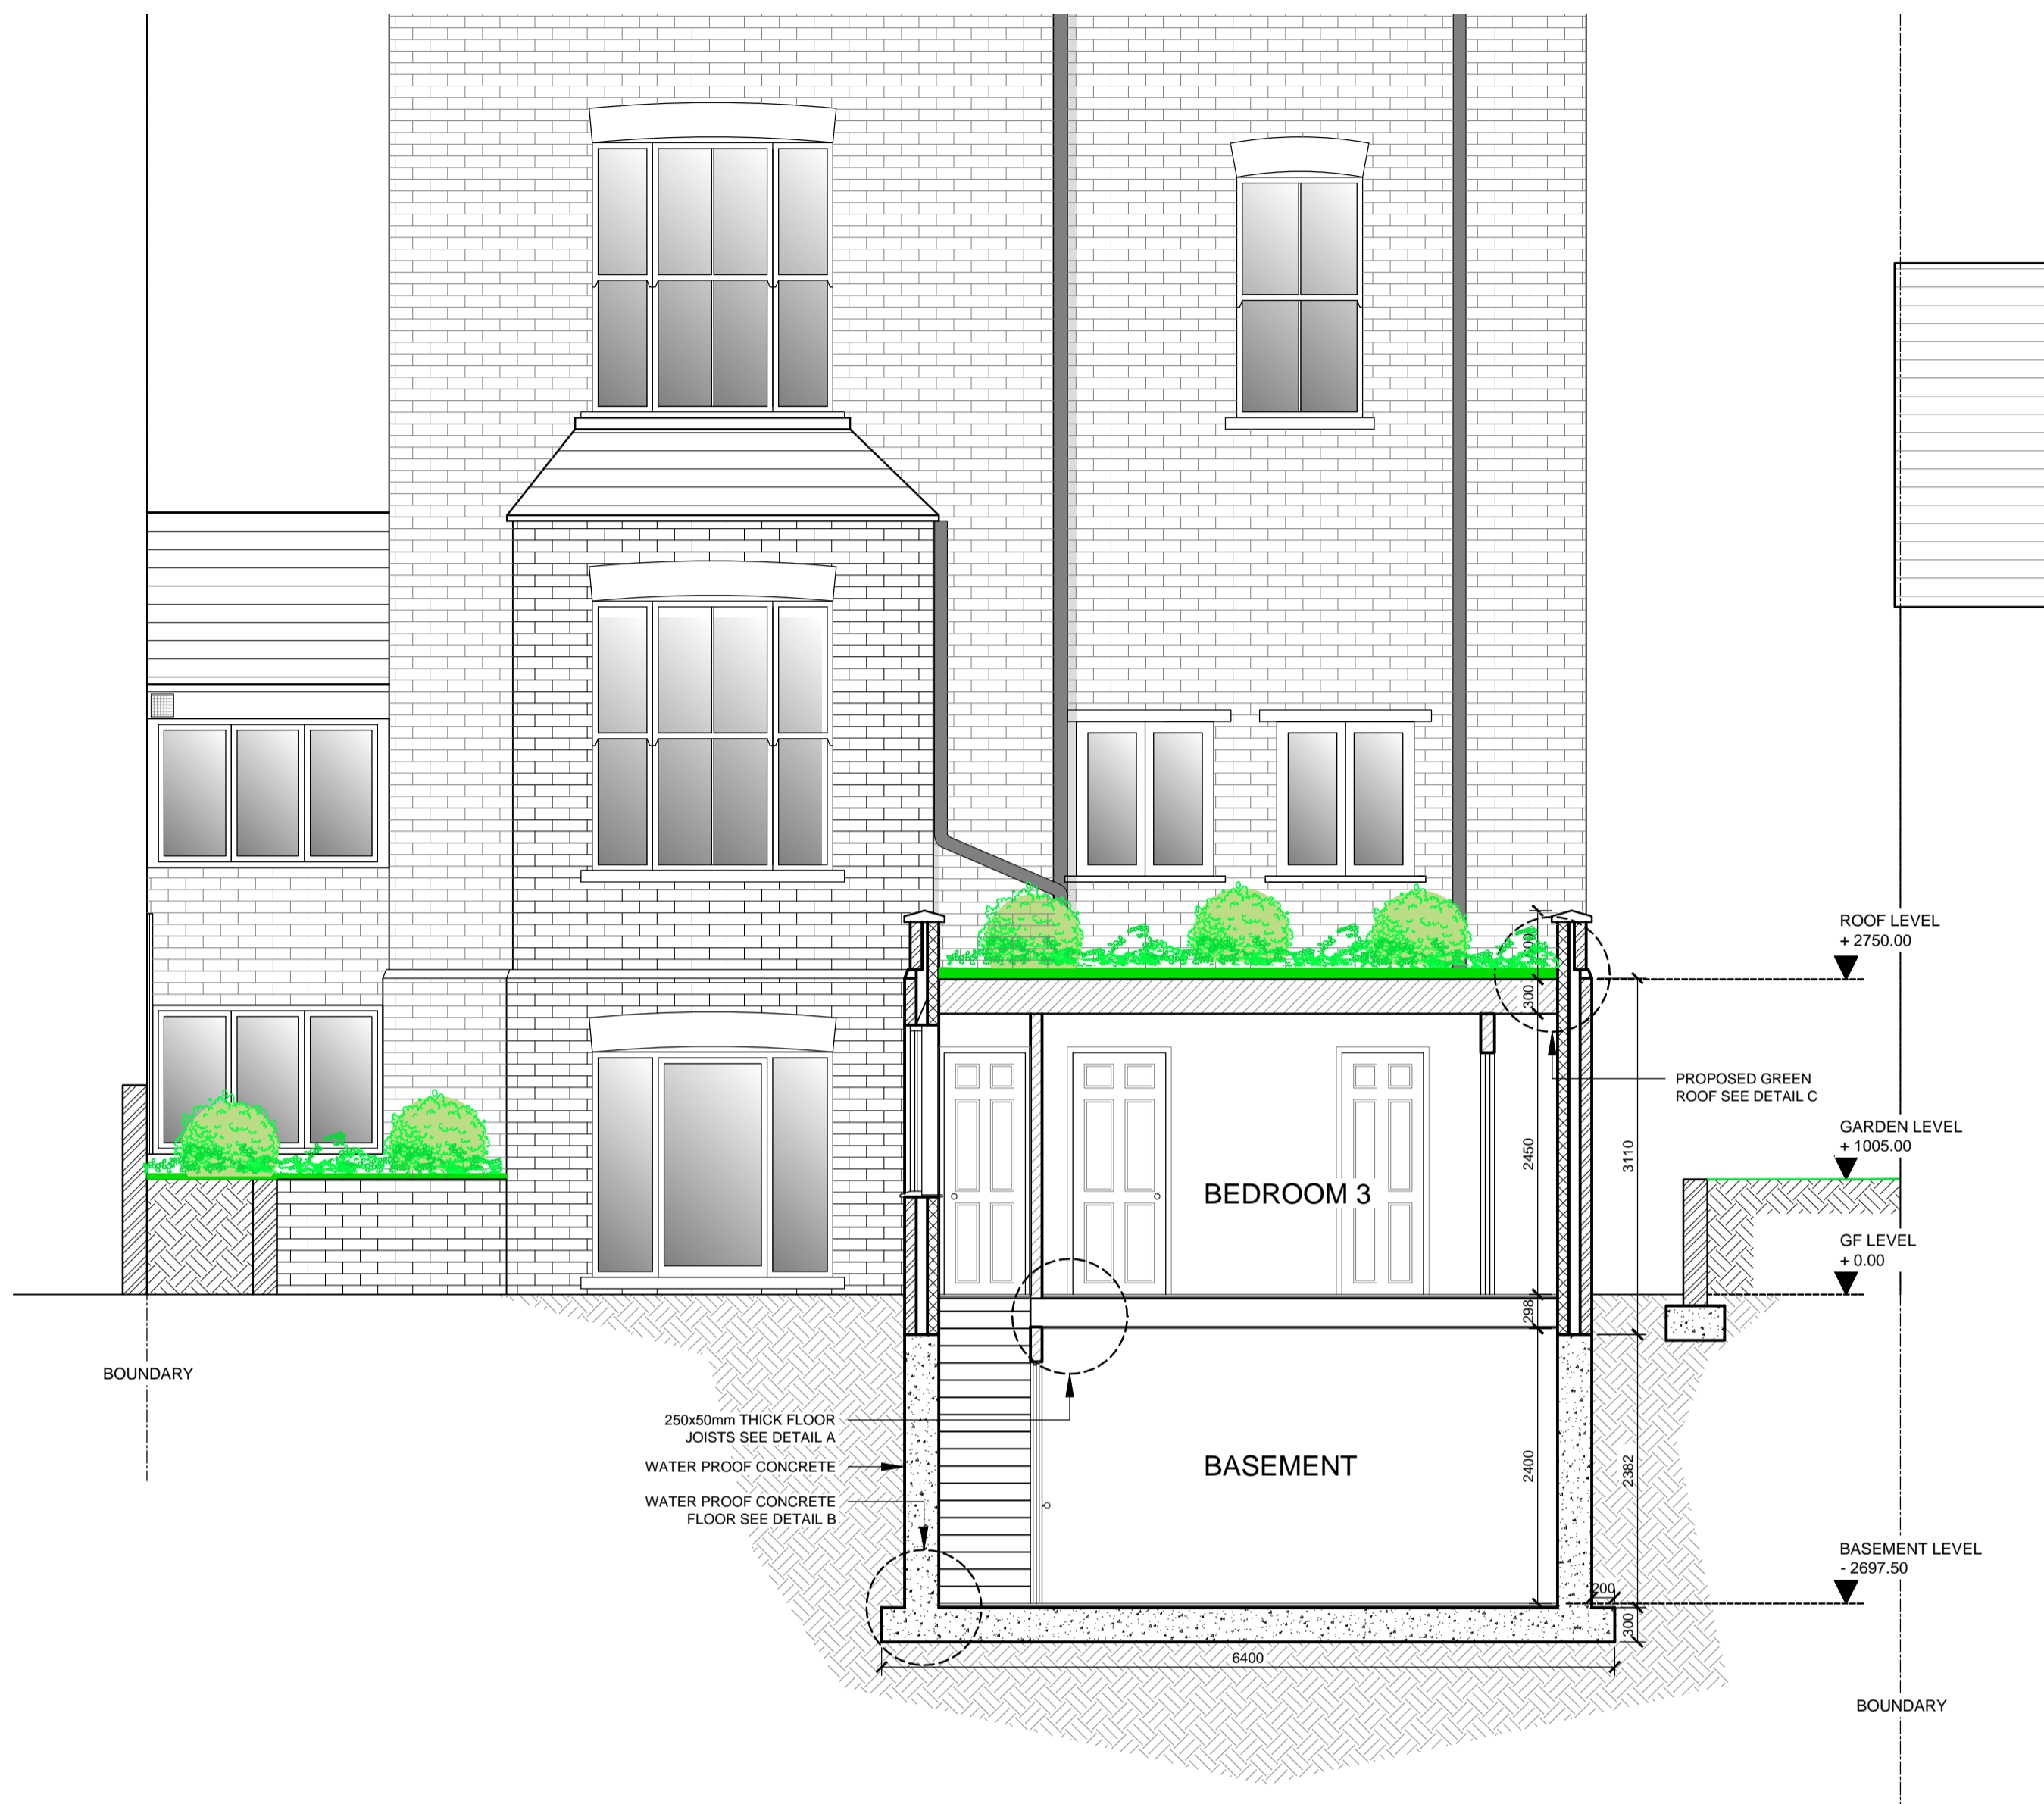 ROOF LEVEL
+ 2750.00
300
PROPOSED GREEN
ROOF SEE DETAIL C
GARDEN LEVEL
+ 1005.00
2450
3110
BEDROOM 3
GF LEVEL
+ 0.00
298
BOUNDARY
250x50mm THICK FLOOR
JOISTS SEE DETAIL A
WATER PROOF CONCRETE
WATER PROOF CONCRETE
FLOOR SEE DETAIL B
BASEMENT
2400
2382
BASEMENT LEVEL
- 2697.50
200
300
6400
BOUNDARY